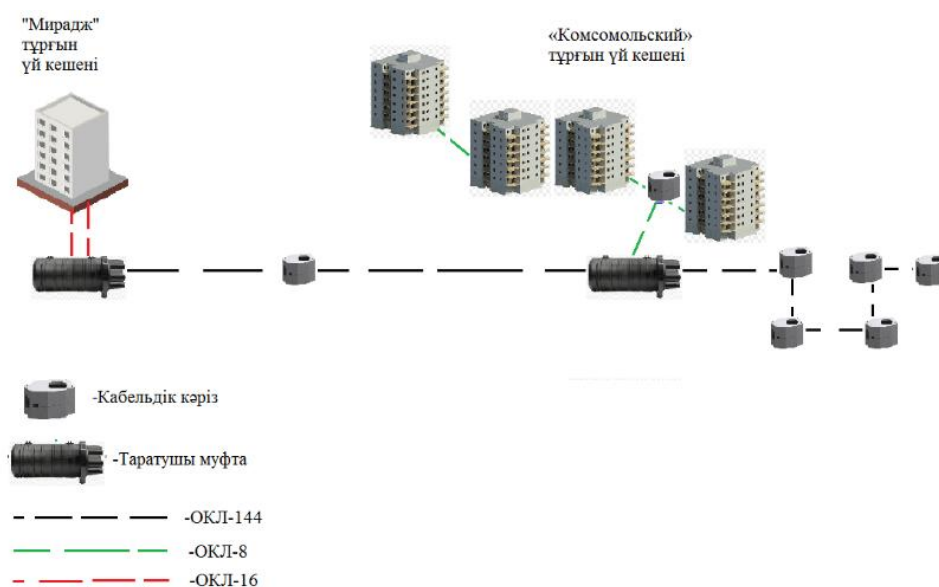 "Мирадж"
тұрғын
үй кешені
«Комсомольский»
тұрғын үй кешені
-Кабельдік кәріз
-Таратушы муфта
-ОКЛ-144
-ОКЛ-8
-ОКЛ-16